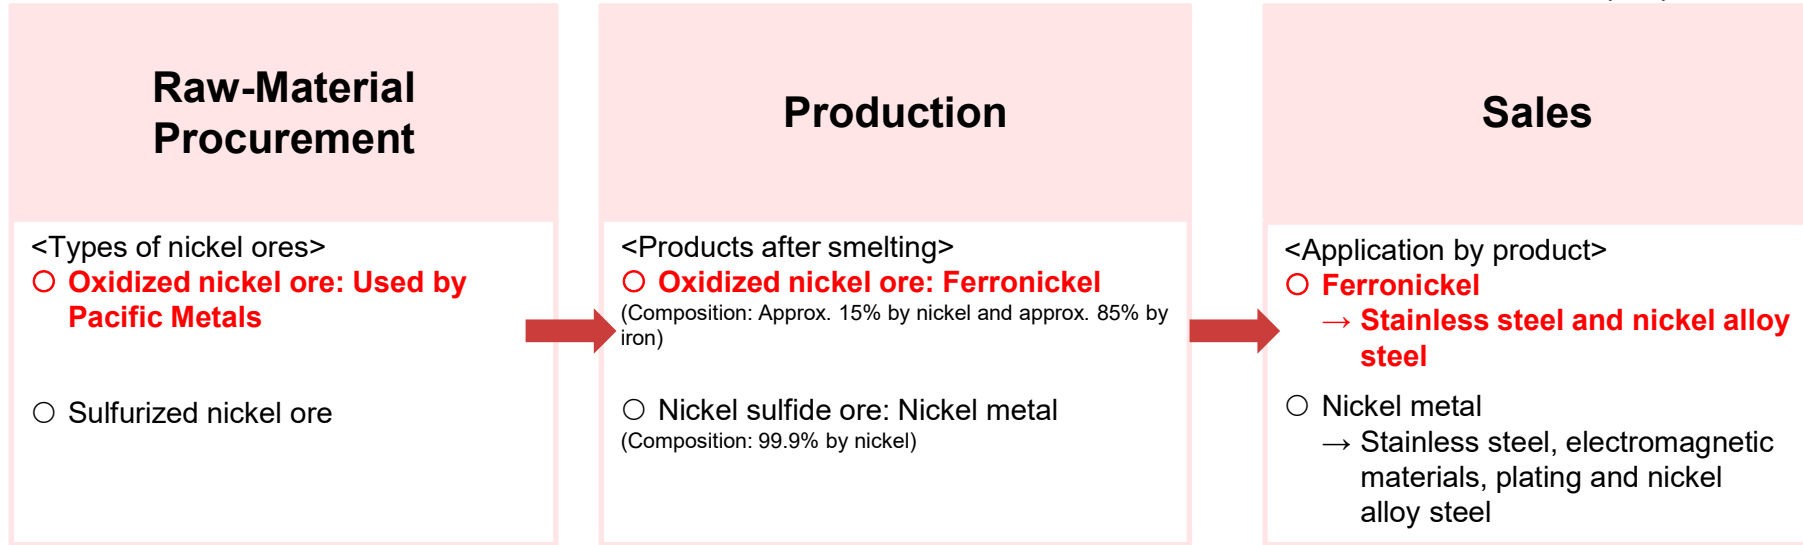 Raw-Material
Procurement
<Types of nickel ores>
○ Oxidized nickel ore: Used by
Pacific Metals
○ Sulfurized nickel ore
Production
<Products after smelting>
○ Oxidized nickel ore: Ferronickel
(Composition: Approx. 15% by nickel and approx. 85% by
iron)
○ Nickel sulfide ore: Nickel metal
(Composition: 99.9% by nickel)
Sales
<Application by product>
○ Ferronickel
→ Stainless steel and nickel alloy
steel
○ Nickel metal
→ Stainless steel, electromagnetic
materials, plating and nickel
alloy steel